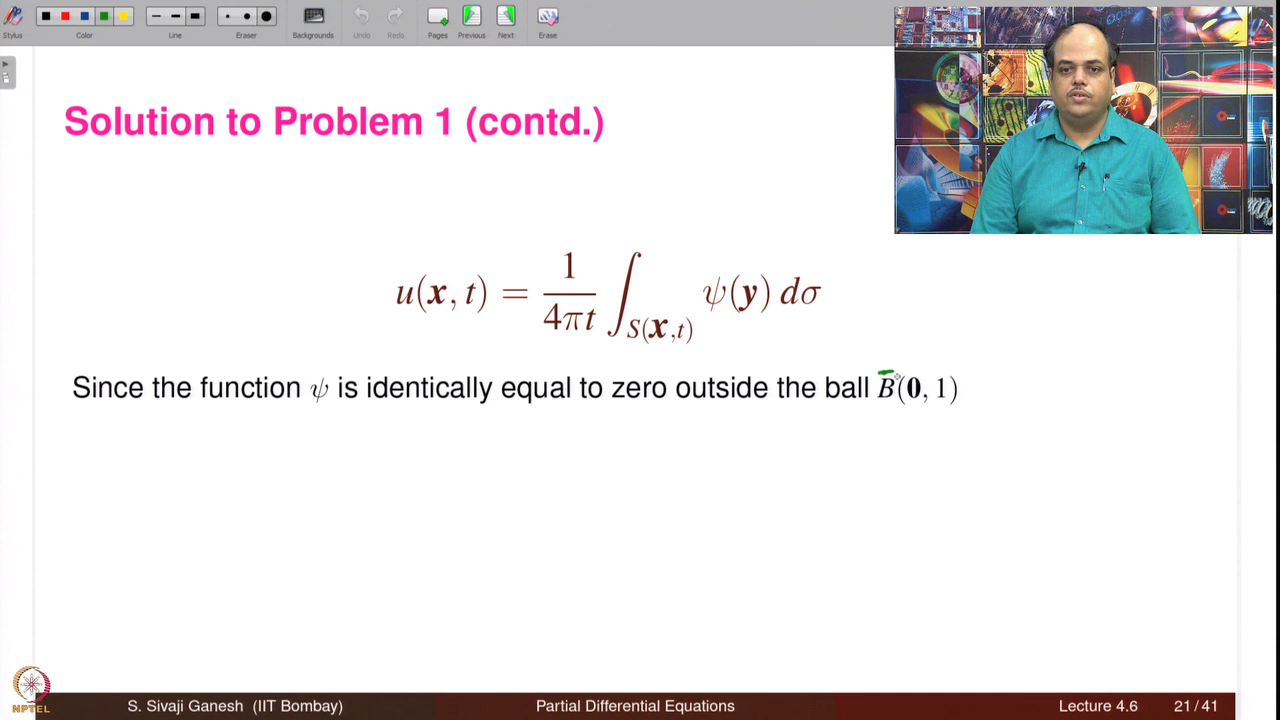 Stylus
Color
Line
Eraser
Backgrounds
Undo
Redo
Pages
Previous
Next
Erase
Solution to Problem 1 (contd.)
u(x, t) = 1/(4πt) ∫_{S(x,t)} ψ(y) dσ
Since the function ψ is identically equal to zero outside the ball B̅(0, 1)
NPTEL
S. Sivaji Ganesh (IIT Bombay)
Partial Differential Equations
Lecture 4.6
21 / 41